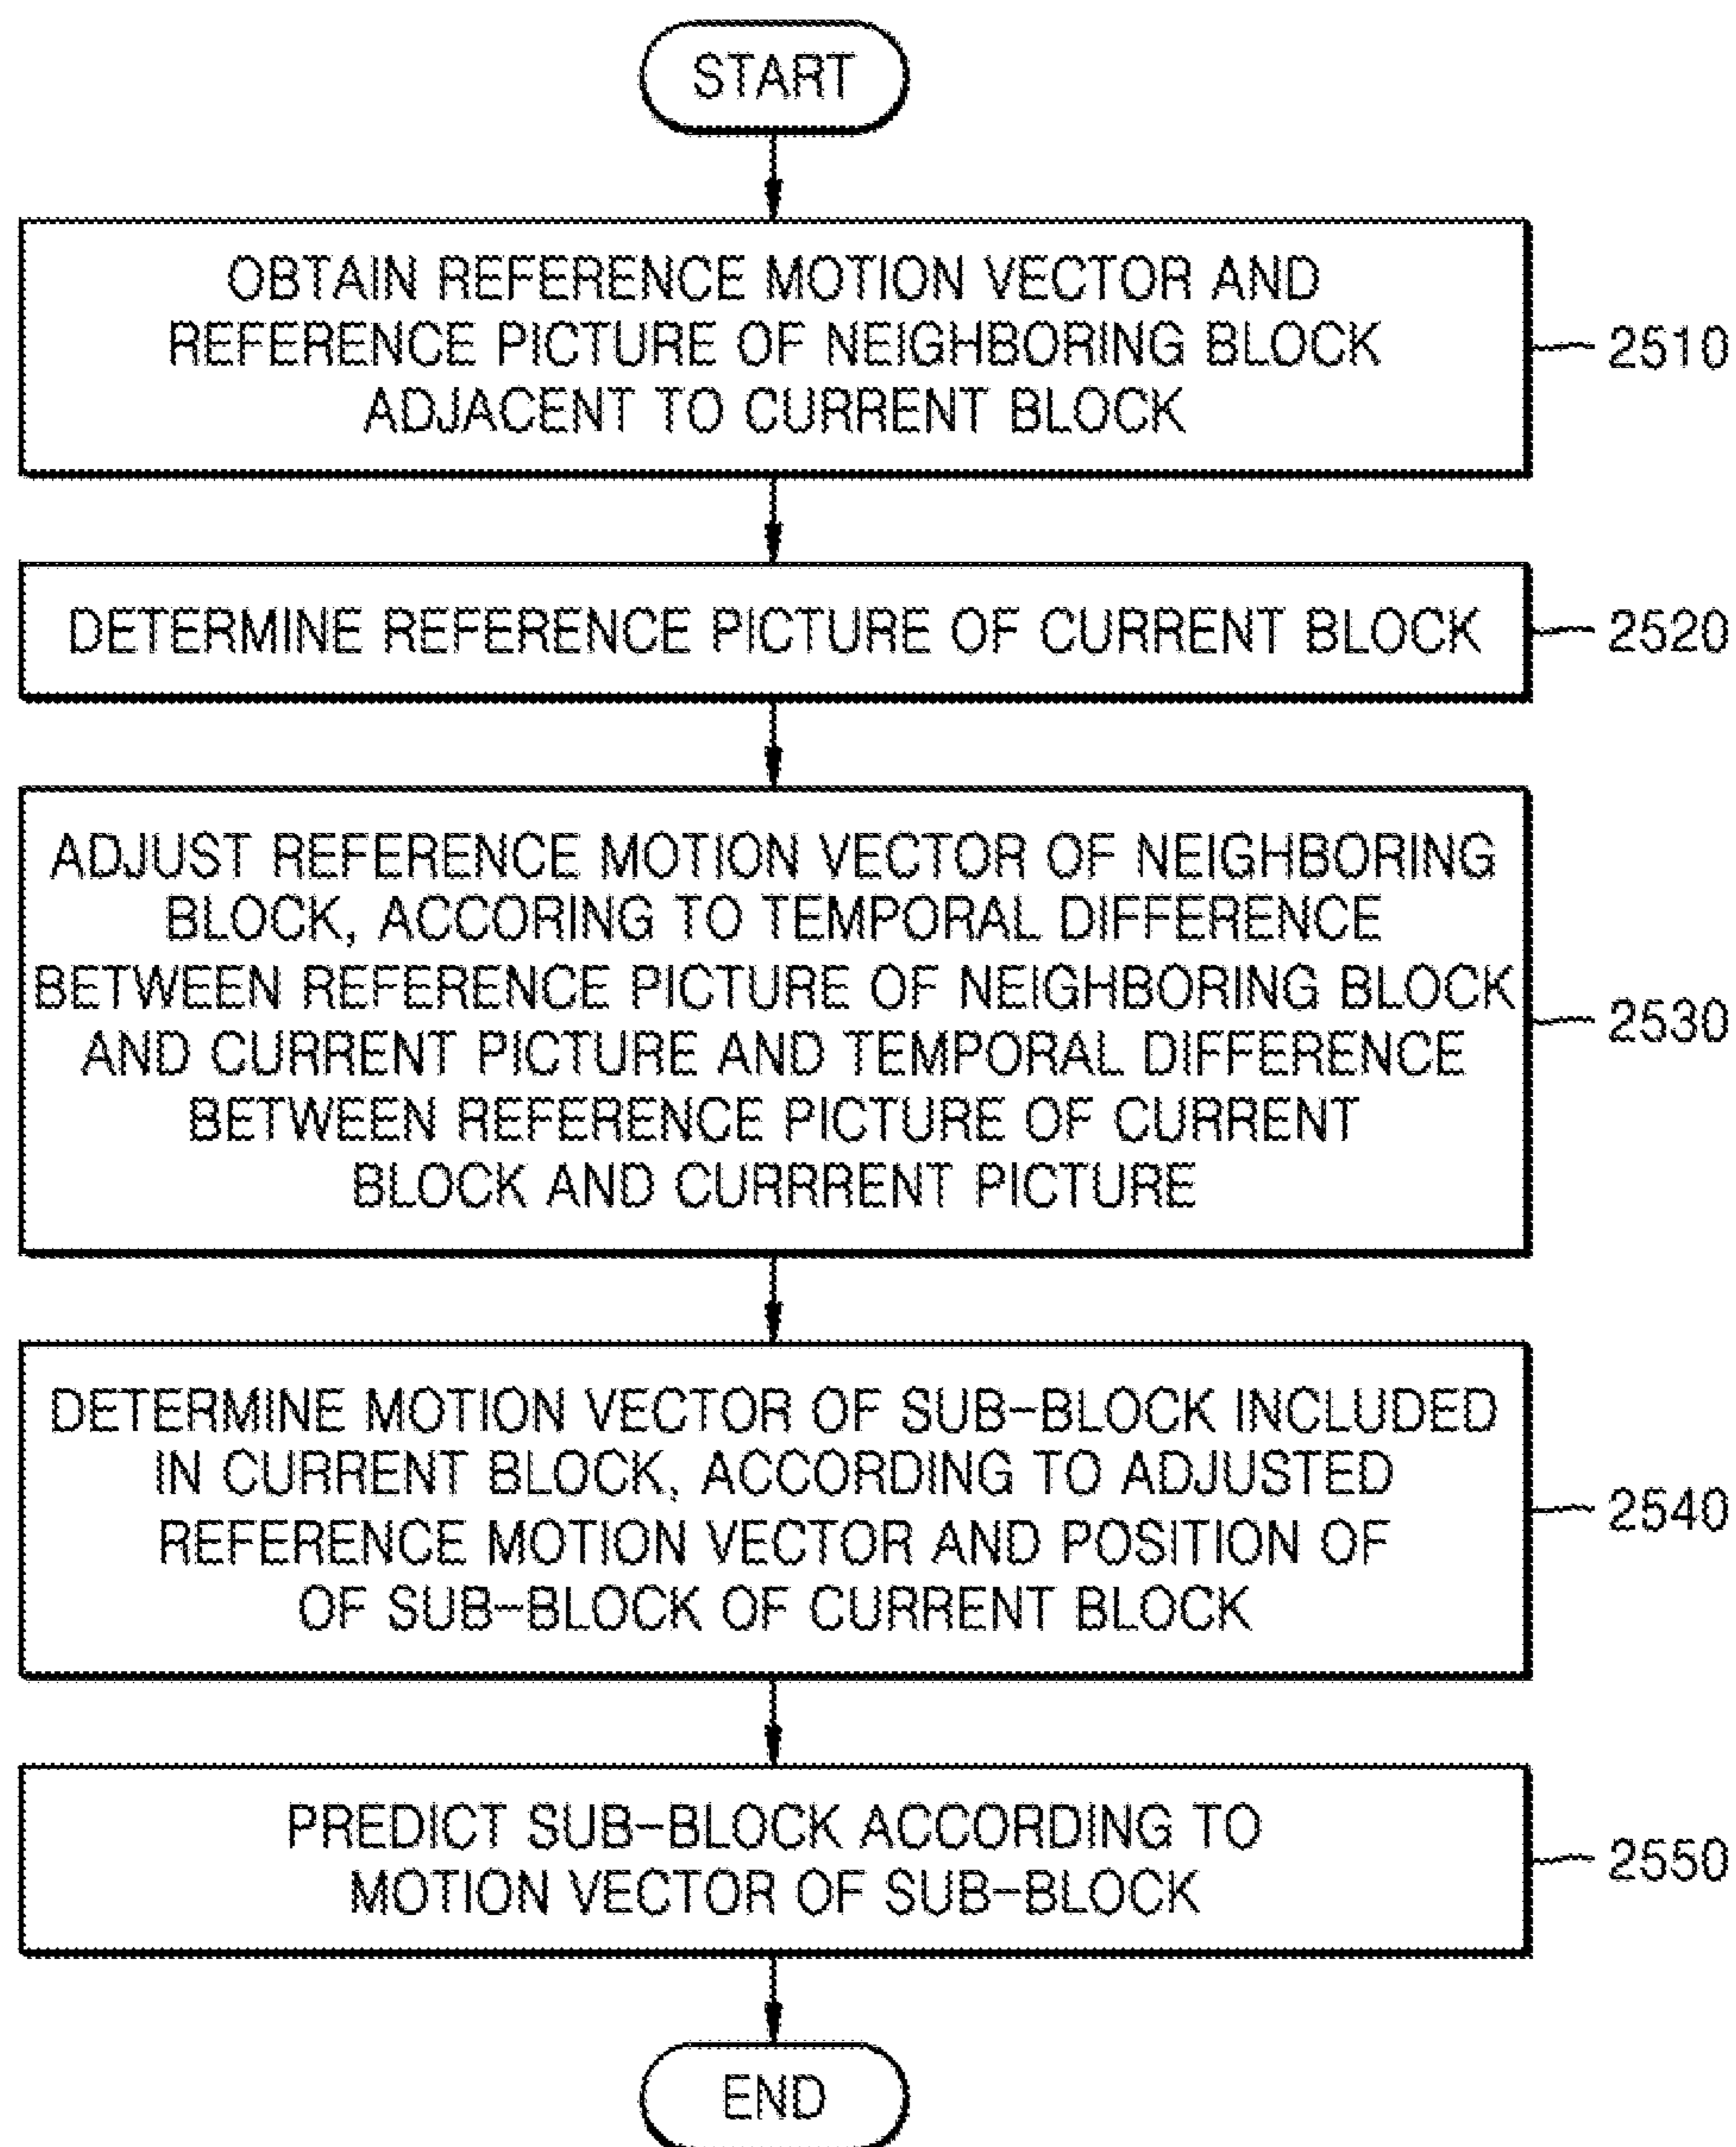 START
OBTAIN REFERENCE MOTION VECTOR AND
REFERENCE PICTURE OF NEIGHBORING BLOCK
ADJACENT TO CURRENT BLOCK
2510
DETERMINE REFERENCE PICTURE OF CURRENT BLOCK
2520
ADJUST REFERENCE MOTION VECTOR OF NEIGHBORING
BLOCK, ACCORING TO TEMPORAL DIFFERENCE
BETWEEN REFERENCE PICTURE OF NEIGHBORING BLOCK
AND CURRENT PICTURE AND TEMPORAL DIFFERENCE
BETWEEN REFERENCE PICTURE OF CURRENT
BLOCK AND CURRRENT PICTURE
2530
DETERMINE MOTION VECTOR OF SUB-BLOCK INCLUDED
IN CURRENT BLOCK, ACCORDING TO ADJUSTED
REFERENCE MOTION VECTOR AND POSITION OF
OF SUB-BLOCK OF CURRENT BLOCK
2540
PREDICT SUB-BLOCK ACCORDING TO
MOTION VECTOR OF SUB-BLOCK
2550
END